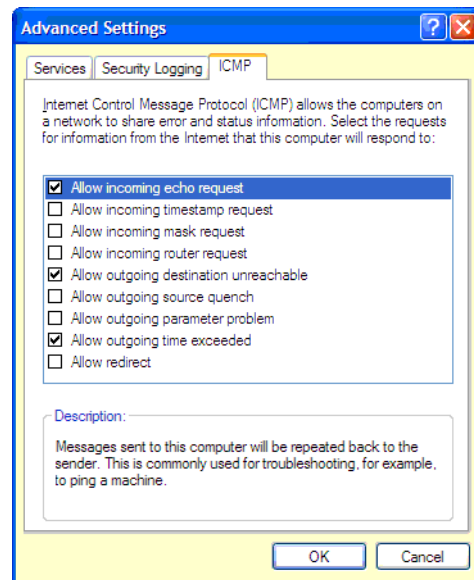 Advanced Settings
Services Security Logging ICMP
Internet Control Message Protocol (ICMP) allows the computers on
a network to share error and status information. Select the requests
for information from the Internet that this computer will respond to:
Allow incoming echo request
Allow incoming timestamp request
Allow incoming mask request
Allow incoming router request
Allow outgoing destination unreachable
Allow outgoing source quench
Allow outgoing parameter problem
Allow outgoing time exceeded
Allow redirect
Description:
Messages sent to this computer will be repeated back to the
sender. This is commonly used for troubleshooting, for example,
to ping a machine.
OK Cancel